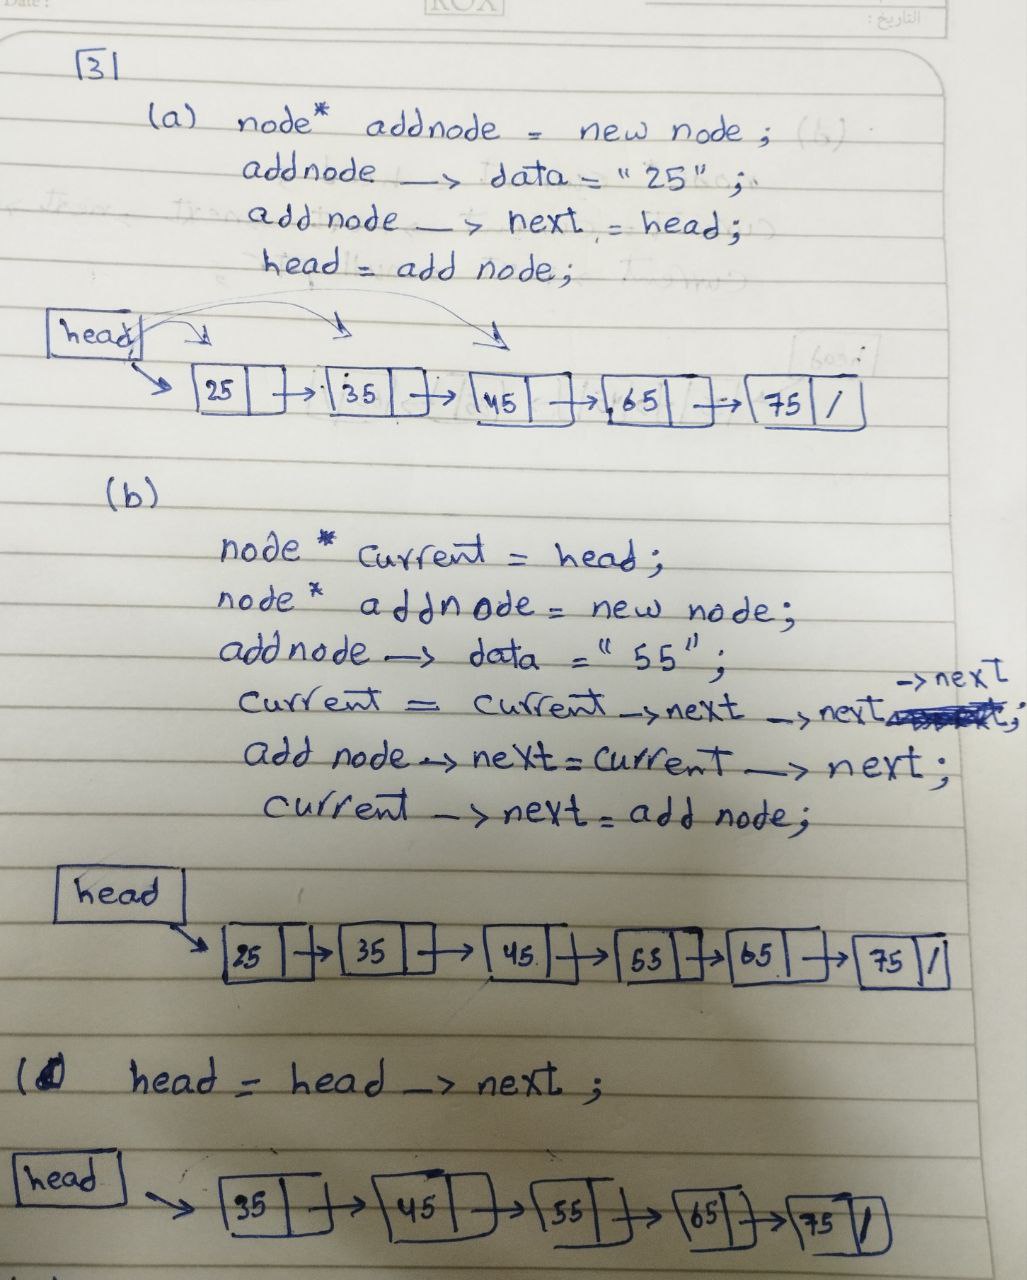 Date :
ROX
التاريخ :
3
(a) node* addnode = new node;
addnode -> data = "25";
add node -> next = head;
head = add node;
head
25 -> 35 -> 45 -> 65 -> 75 /
(b)
node * current = head;
node * addnode = new node;
addnode -> data = "55";
-> next
current = current -> next -> next ;
add node -> next = current -> next;
current -> next = add node;
head
25 -> 35 -> 45 -> 55 -> 65 -> 75 /
head = head -> next ;
head -> 35 -> 45 -> 55 -> 65 -> 75 /